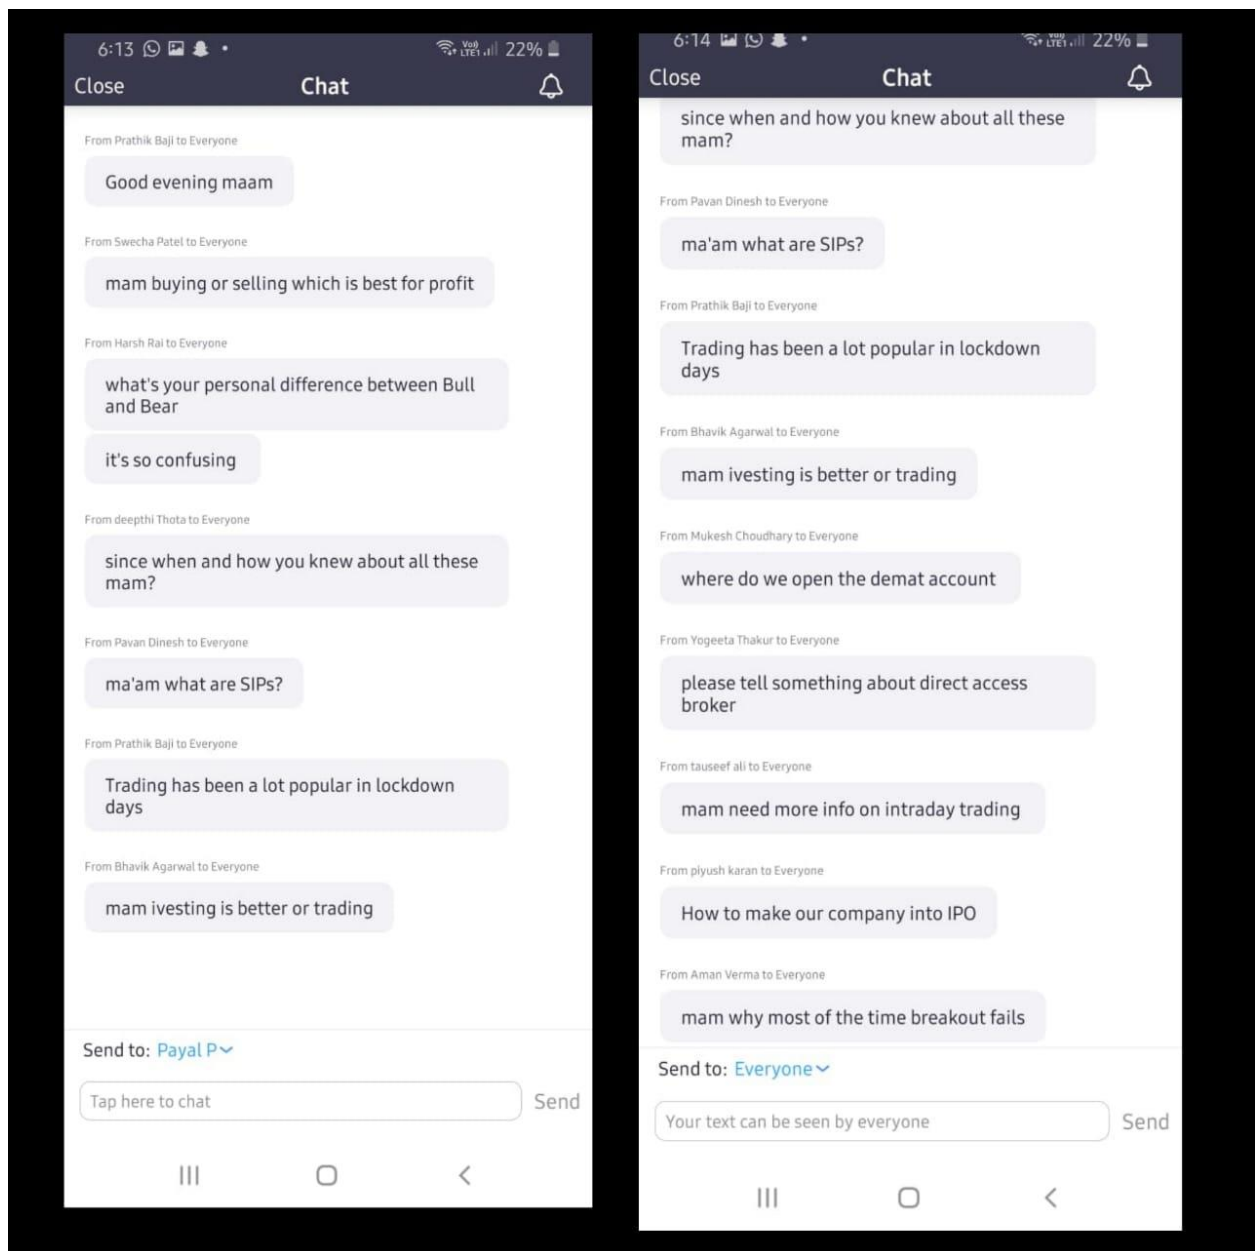 6:13
22%
Close
Chat
From Prathik Baji to Everyone
Good evening maam
From Swecha Patel to Everyone
mam buying or selling which is best for profit
From Harsh Rai to Everyone
what's your personal difference between Bull
and Bear
it's so confusing
From deepthi Thota to Everyone
since when and how you knew about all these
mam?
From Pavan Dinesh to Everyone
ma'am what are SIPs?
From Prathik Baji to Everyone
Trading has been a lot popular in lockdown
days
From Bhavik Agarwal to Everyone
mam ivesting is better or trading
Send to: Payal P
Tap here to chat
Send
6:14
22%
Close
Chat
since when and how you knew about all these
mam?
From Pavan Dinesh to Everyone
ma'am what are SIPs?
From Prathik Baji to Everyone
Trading has been a lot popular in lockdown
days
From Bhavik Agarwal to Everyone
mam ivesting is better or trading
From Mukesh Choudhary to Everyone
where do we open the demat account
From Yogeeta Thakur to Everyone
please tell something about direct access
broker
From tauseef ali to Everyone
mam need more info on intraday trading
From piyush karan to Everyone
How to make our company into IPO
From Aman Verma to Everyone
mam why most of the time breakout fails
Send to: Everyone
Your text can be seen by everyone
Send